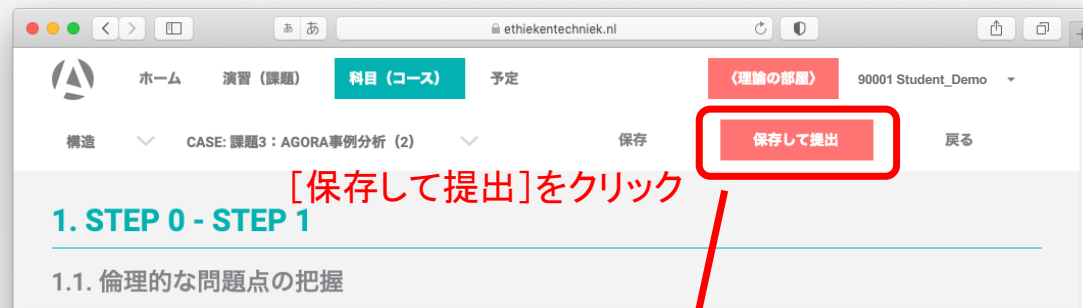 ああ
ethiekentechniek.nl
ホーム 演習（課題） 科目（コース） 予定 〈理論の部屋〉 90001 Student_Demo
構造 CASE: 課題3：AGORA事例分析（2） 保存 保存して提出 戻る
［保存して提出］をクリック
1. STEP 0 - STEP 1
1.1. 倫理的な問題点の把握